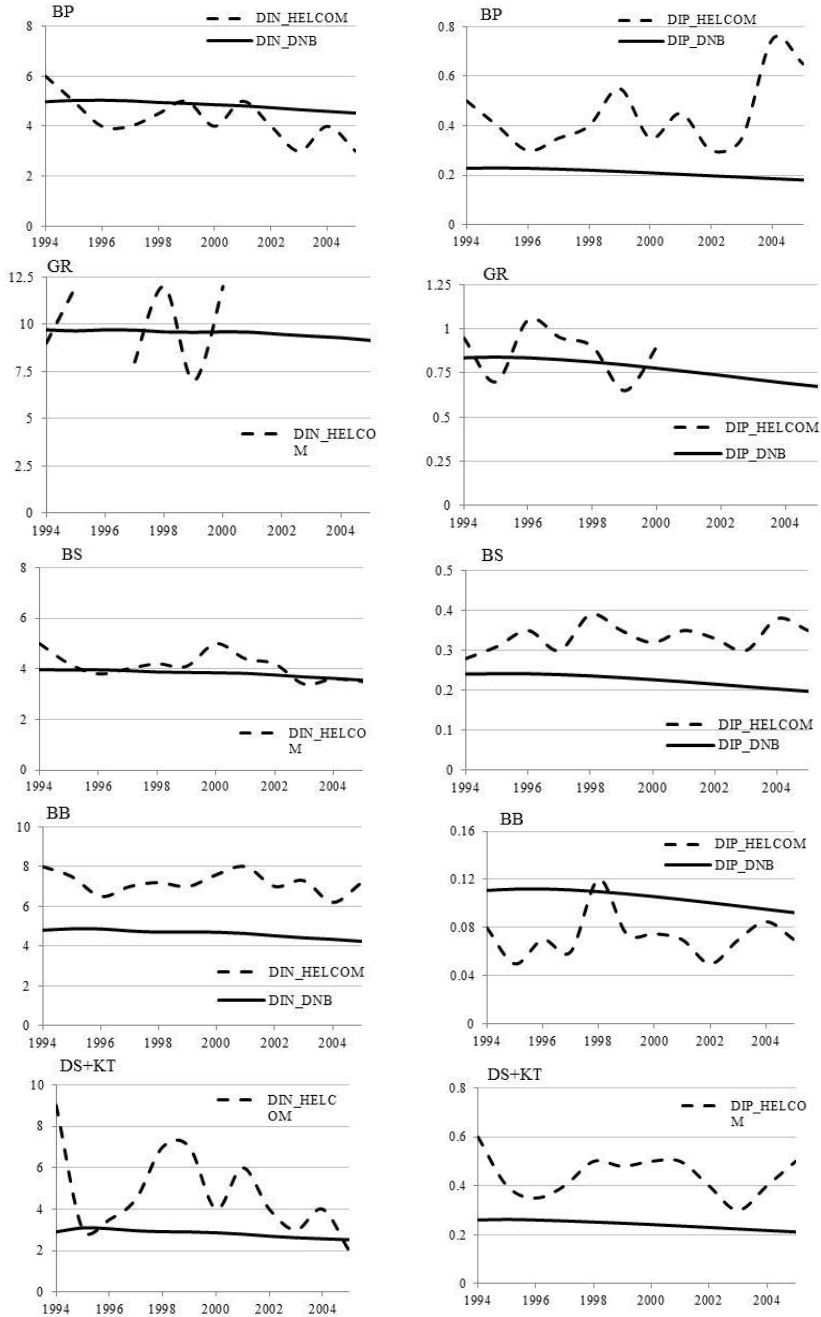 BP
DIN_HELCOM
DIN_DNB
8
6
4
2
0
1994 1996 1998 2000 2002 2004
BP
DIP_HELCOM
DIP_DNB
0.8
0.6
0.4
0.2
0
1994 1996 1998 2000 2002 2004
GR
12.5
10
7.5
5
2.5
0
DIN_HELCO
M
1994 1996 1998 2000 2002 2004
GR
1.25
1
0.75
0.5
0.25
0
DIP_HELCOM
DIP_DNB
1994 1996 1998 2000 2002 2004
BS
8
6
4
2
0
DIN_HELCO
M
1994 1996 1998 2000 2002 2004
BS
0.5
0.4
0.3
0.2
0.1
0
DIP_HELCOM
DIP_DNB
1994 1996 1998 2000 2002 2004
BB
10
8
6
4
2
0
DIN_HELCOM
DIN_DNB
1994 1996 1998 2000 2002 2004
BB
DIP_HELCOM
DIP_DNB
0.16
0.12
0.08
0.04
0
1994 1996 1998 2000 2002 2004
DS+KT
DIN_HELC
OM
10
8
6
4
2
0
1994 1996 1998 2000 2002 2004
DS+KT
DIP_HELCO
M
0.8
0.6
0.4
0.2
0
1994 1996 1998 2000 2002 2004